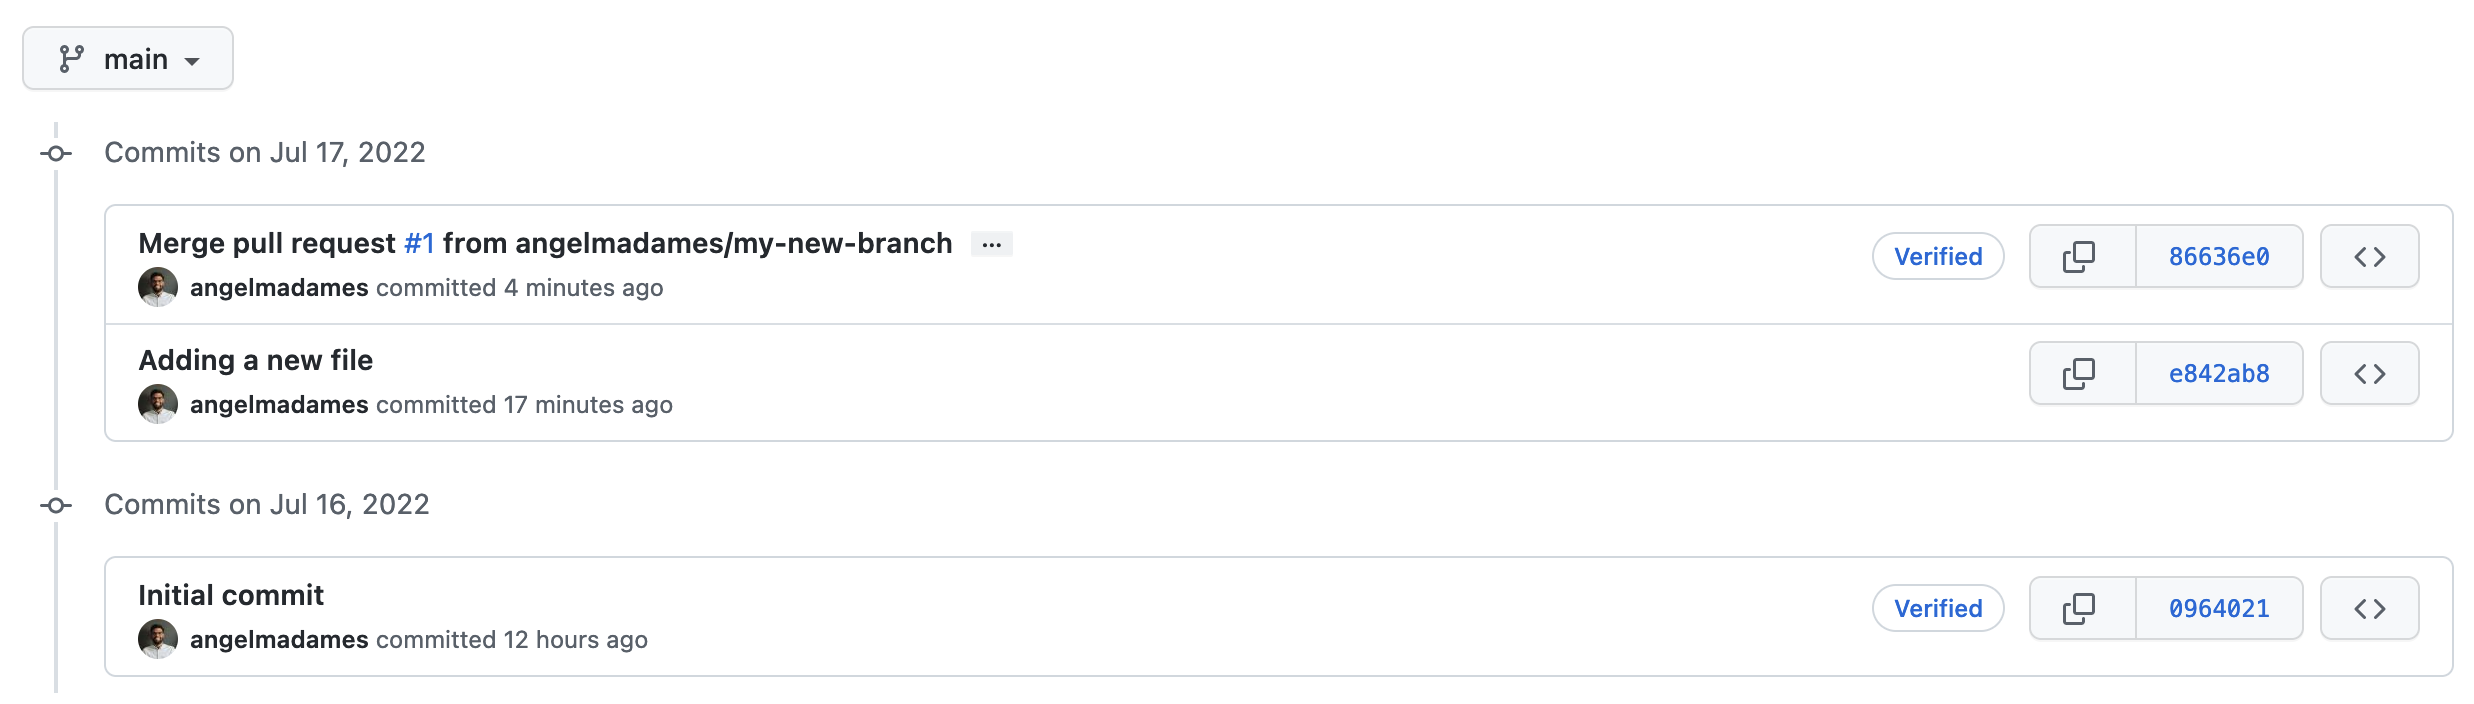 main
Commits on Jul 17, 2022
Merge pull request #1 from angelmadames/my-new-branch ...
Verified
86636e0
angelmadames committed 4 minutes ago
Adding a new file
e842ab8
angelmadames committed 17 minutes ago
Commits on Jul 16, 2022
Initial commit
Verified
0964021
angelmadames committed 12 hours ago